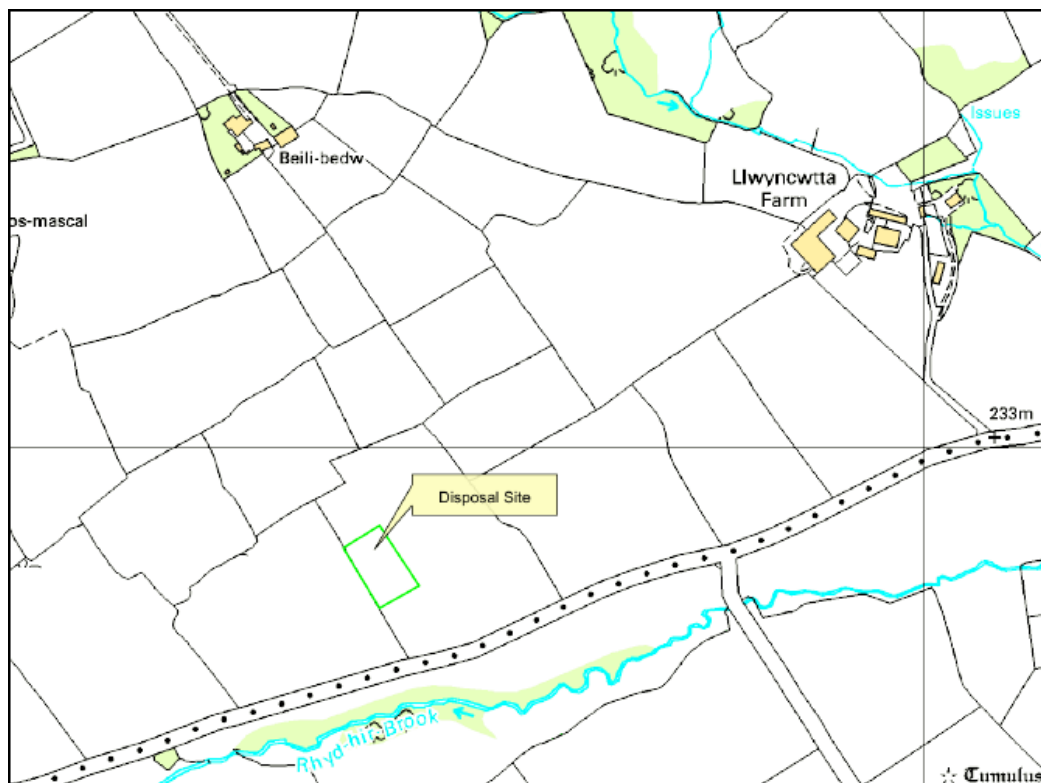 Issues
Beili-bedw
Llwyncwtta
Farm
os-mascal
233m
Disposal Site
Rhyd-hir-Brook
Cumulus